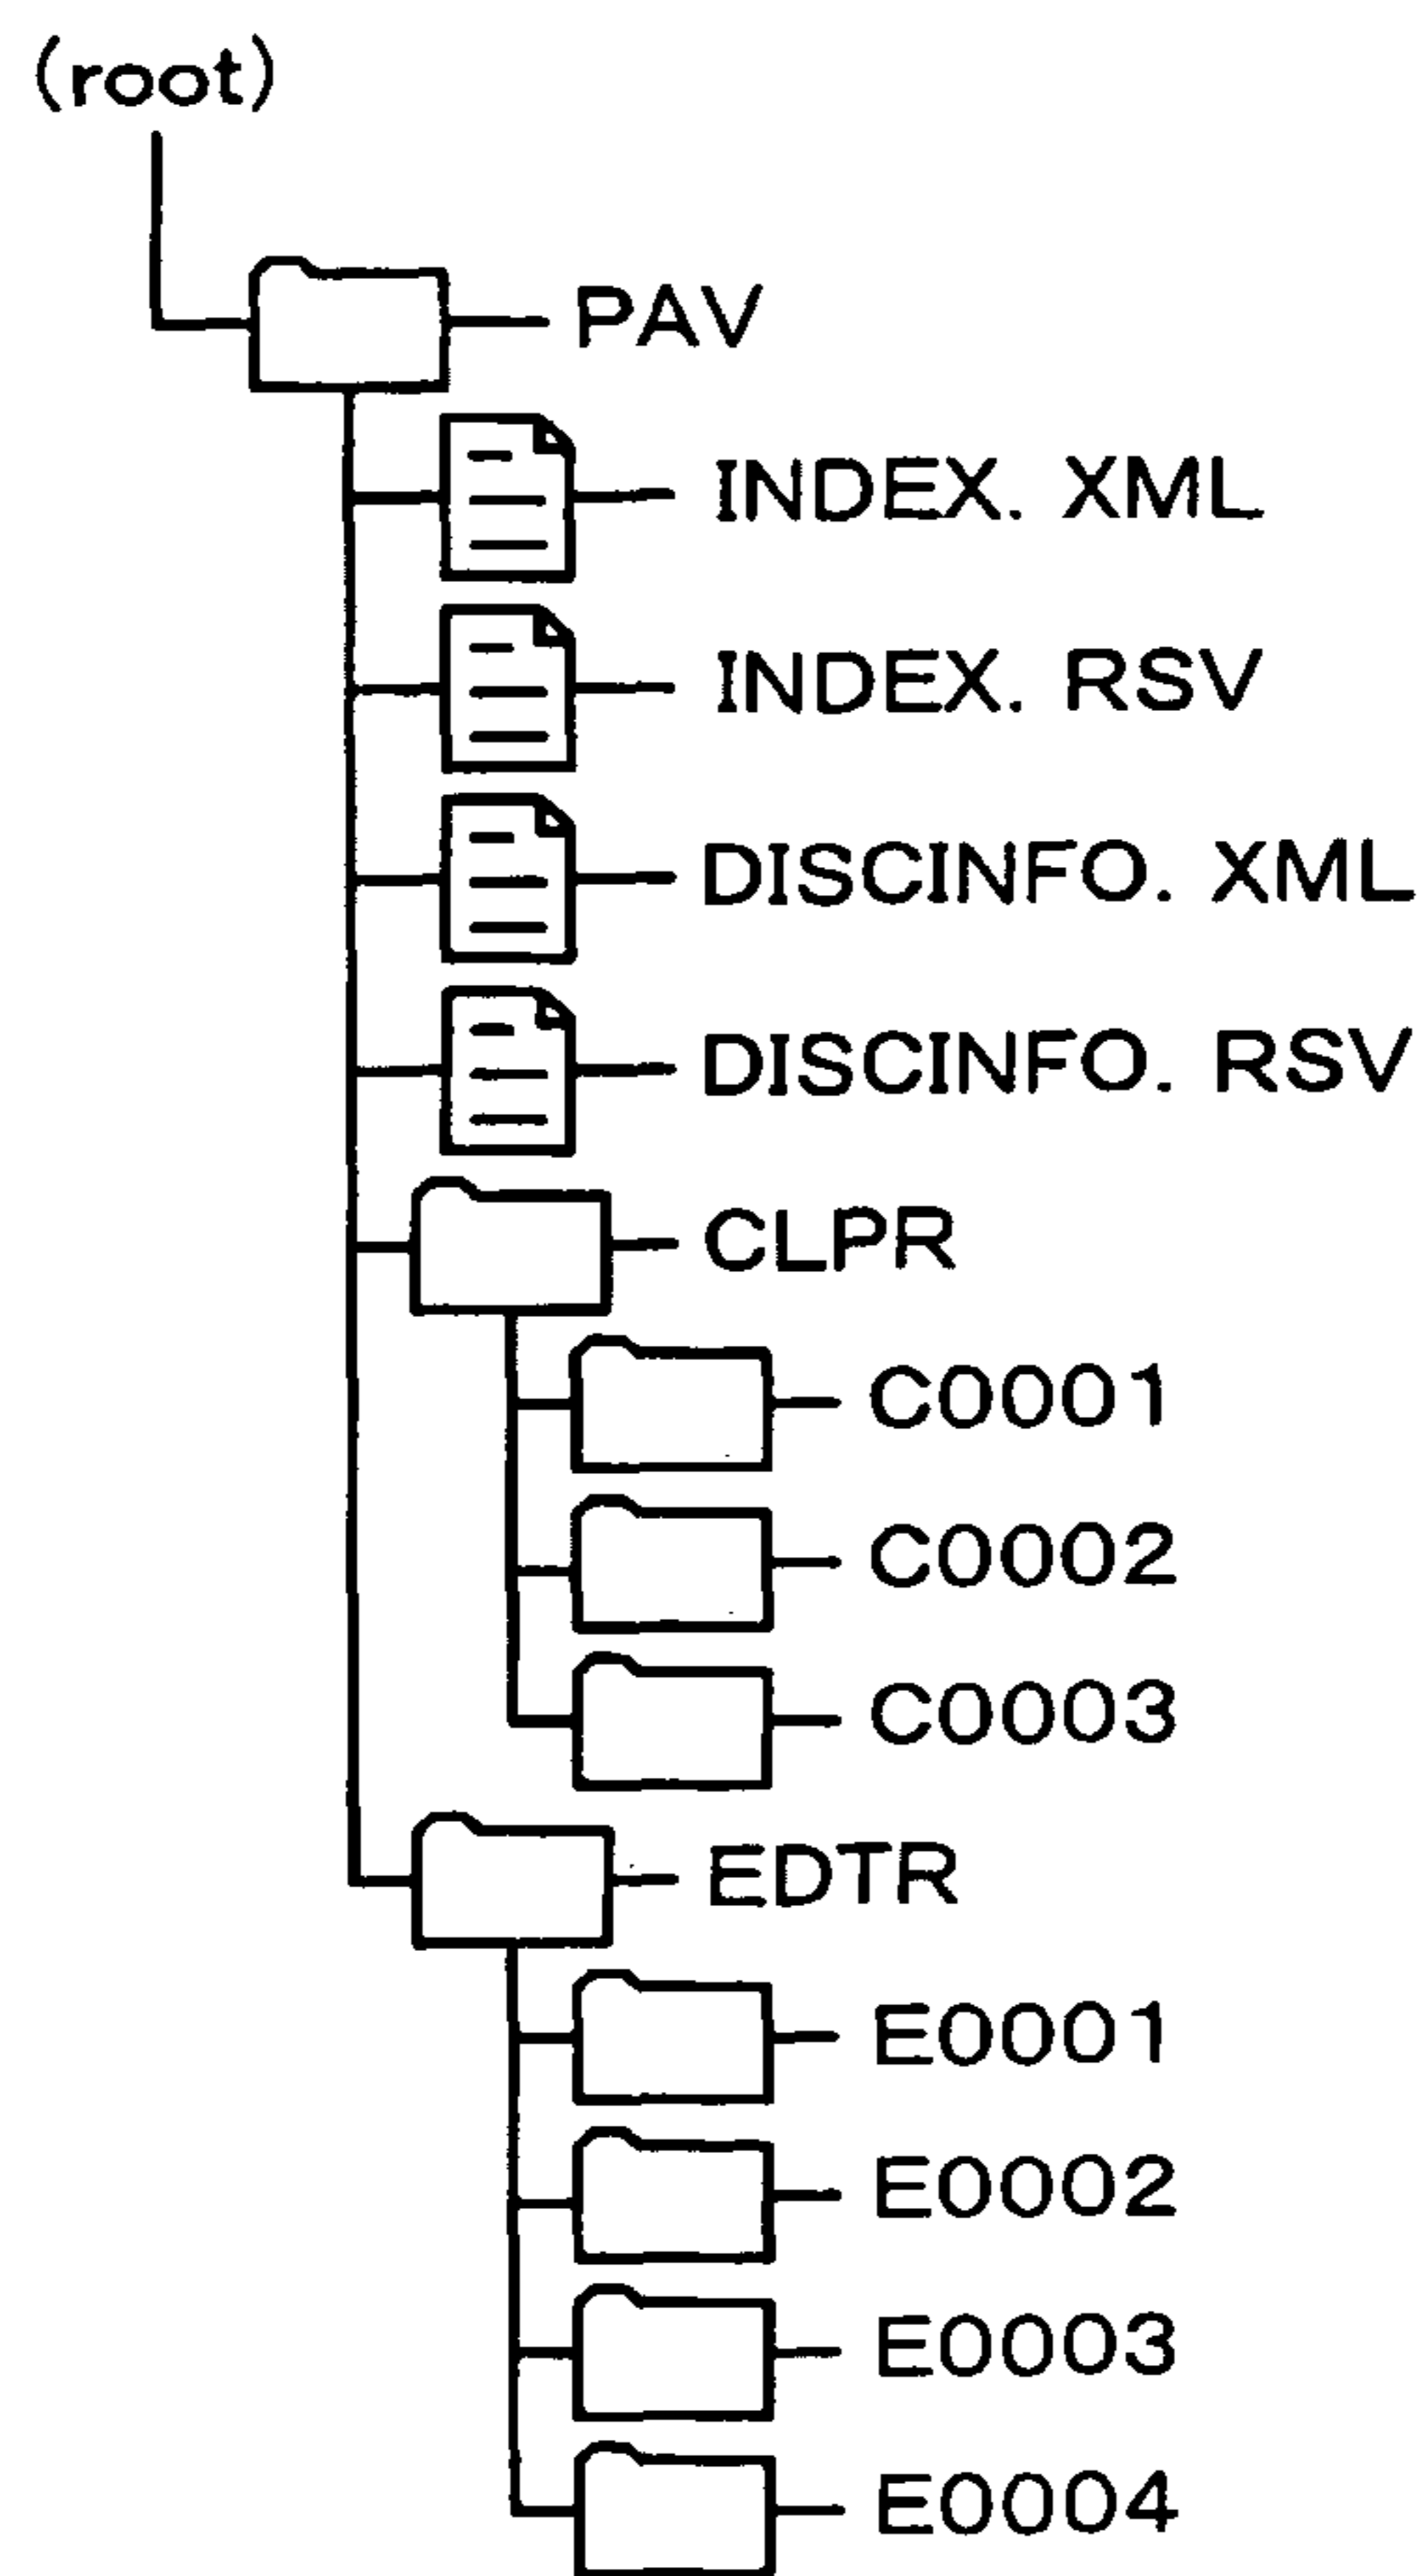 (root)
PAV
INDEX. XML
INDEX. RSV
DISCINFO. XML
DISCINFO. RSV
CLPR
C0001
C0002
C0003
EDTR
E0001
E0002
E0003
E0004